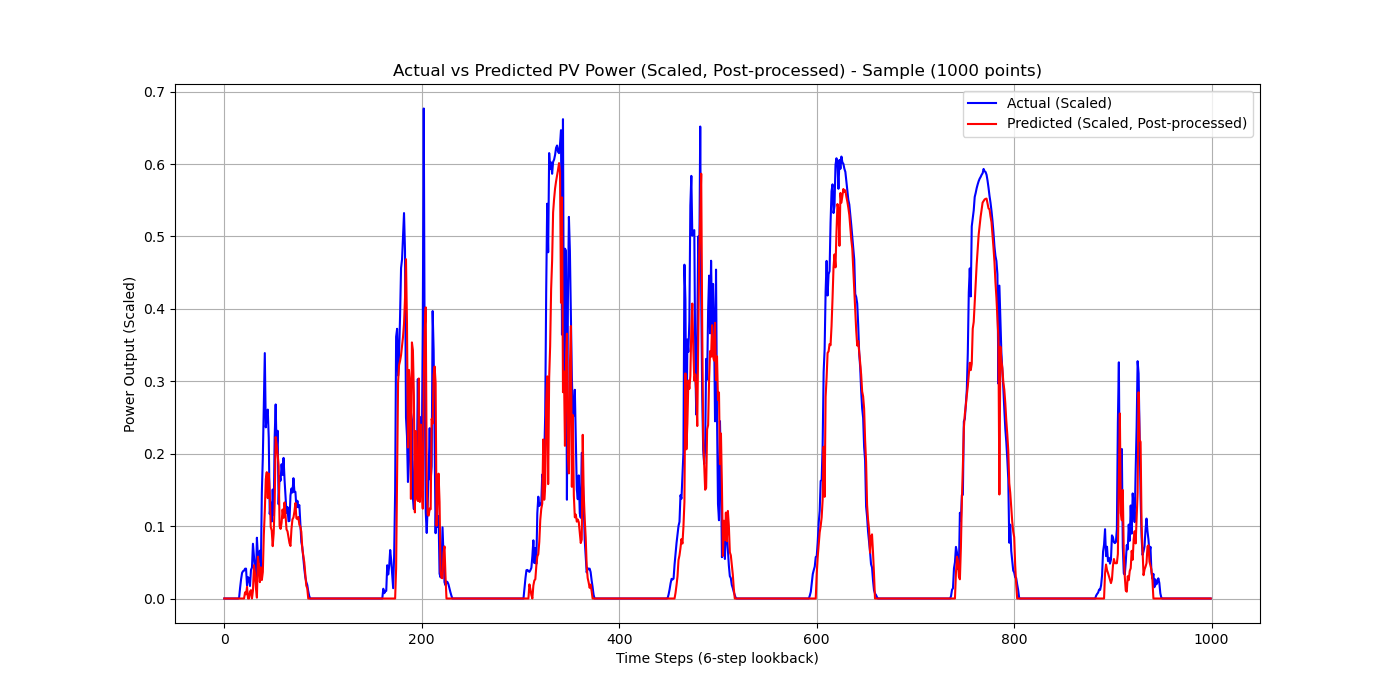 Actual vs Predicted PV Power (Scaled, Post-processed) - Sample (1000 points)
Actual (Scaled)
Predicted (Scaled, Post-processed)
Power Output (Scaled)
0.7
0.6
0.5
0.4
0.3
0.2
0.1
0.0
0 200 400 600 800 1000
Time Steps (6-step lookback)